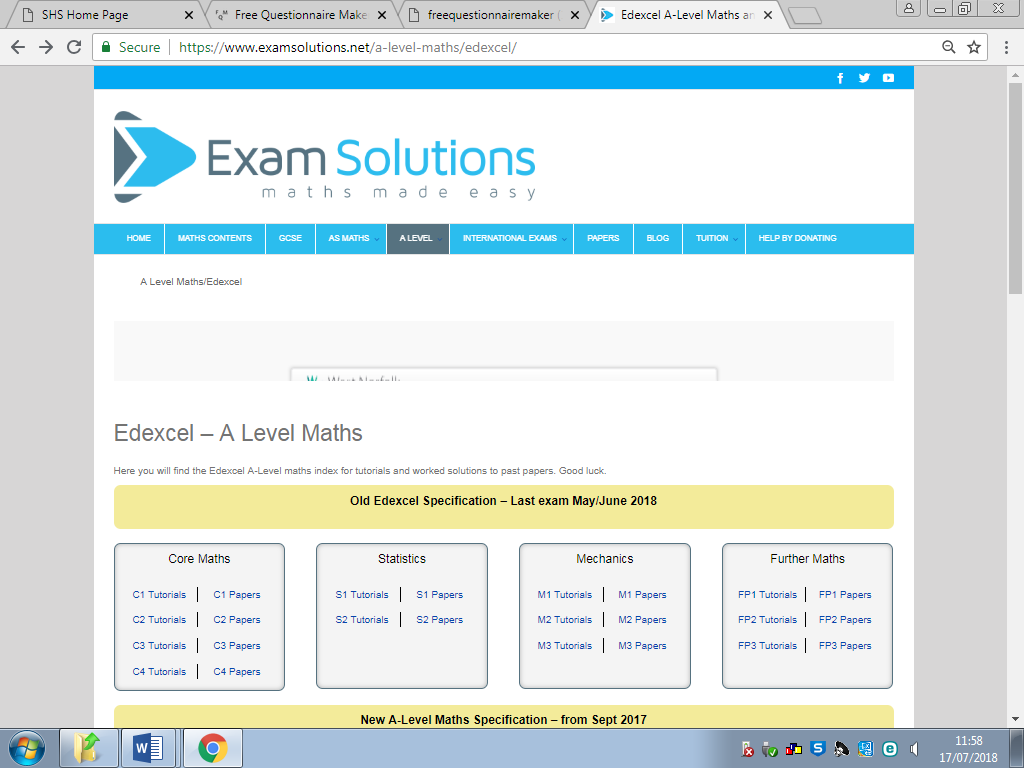 SHS Home Page
Free Questionnaire Make
freequestionnairemaker
Edexcel A-Level Maths an
Secure https://www.examsolutions.net/a-level-maths/edexcel/
Exam Solutions
maths made easy
HOME MATHS CONTENTS GCSE AS MATHS A LEVEL INTERNATIONAL EXAMS PAPERS BLOG TUITION HELP BY DONATING
A Level Maths/Edexcel
West Norfolk
Edexcel – A Level Maths
Here you will find the Edexcel A-Level maths index for tutorials and worked solutions to past papers. Good luck.
Old Edexcel Specification – Last exam May/June 2018
Core Maths
C1 Tutorials C1 Papers
C2 Tutorials C2 Papers
C3 Tutorials C3 Papers
C4 Tutorials C4 Papers
Statistics
S1 Tutorials S1 Papers
S2 Tutorials S2 Papers
Mechanics
M1 Tutorials M1 Papers
M2 Tutorials M2 Papers
M3 Tutorials M3 Papers
Further Maths
FP1 Tutorials FP1 Papers
FP2 Tutorials FP2 Papers
FP3 Tutorials FP3 Papers
New A-Level Maths Specification – from Sept 2017
11:58
17/07/2018